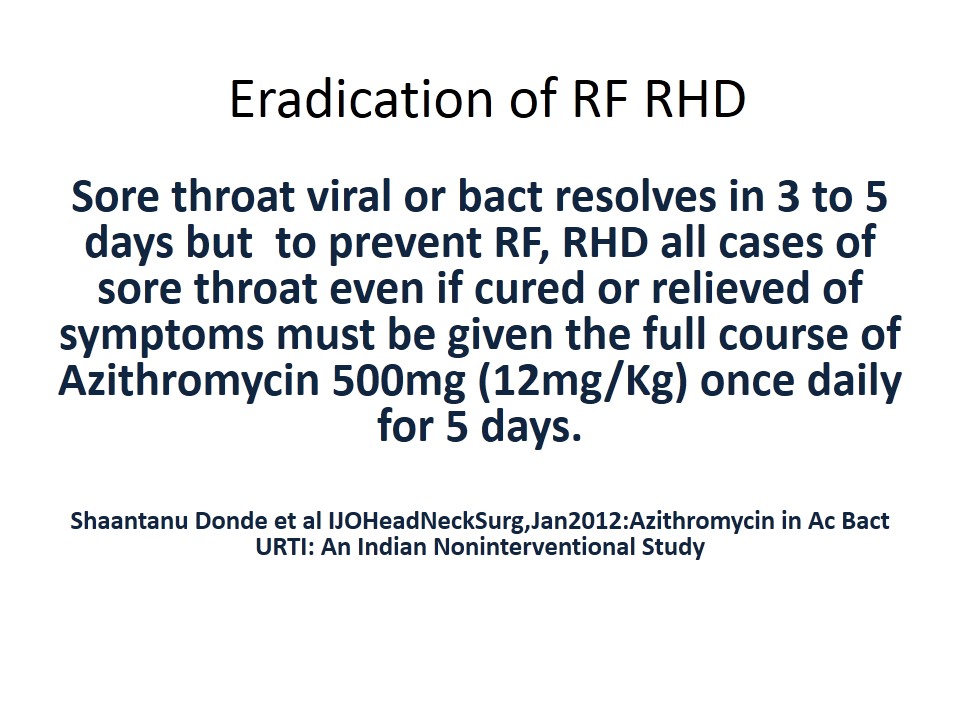 Eradication of RF RHD
Sore throat viral or bact resolves in 3 to 5
days but  to prevent RF, RHD all cases of
sore throat even if cured or relieved of
symptoms must be given the full course of
Azithromycin 500mg (12mg/Kg) once daily
for 5 days.
Shaantanu Donde et al IJOHeadNeckSurg,Jan2012:Azithromycin in Ac Bact
URTI: An Indian Noninterventional Study